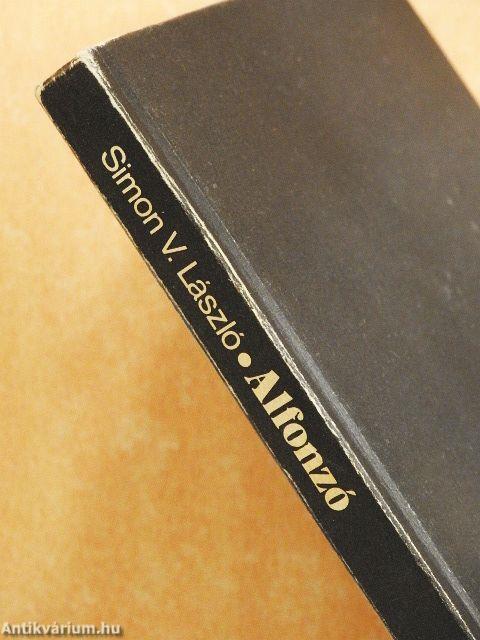 Simon V. László • Alfonzó
Antikvárium.hu